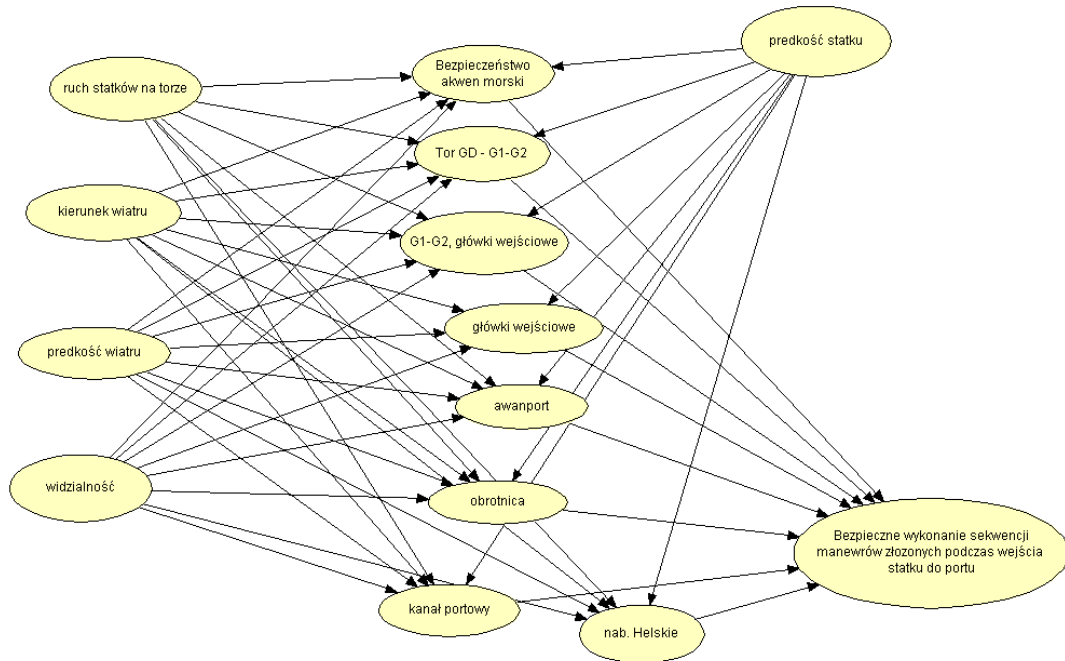 predkość statku
Bezpieczeństwo
akwen morski
ruch statków na torze
Tor GD - G1-G2
kierunek wiatru
G1-G2, główki wejściowe
główki wejściowe
predkość wiatru
awanport
widzialność
obrotnica
Bezpieczne wykonanie sekwencji
manewrów złozonych podczas wejścia
statku do portu
kanał portowy
nab. Helskie